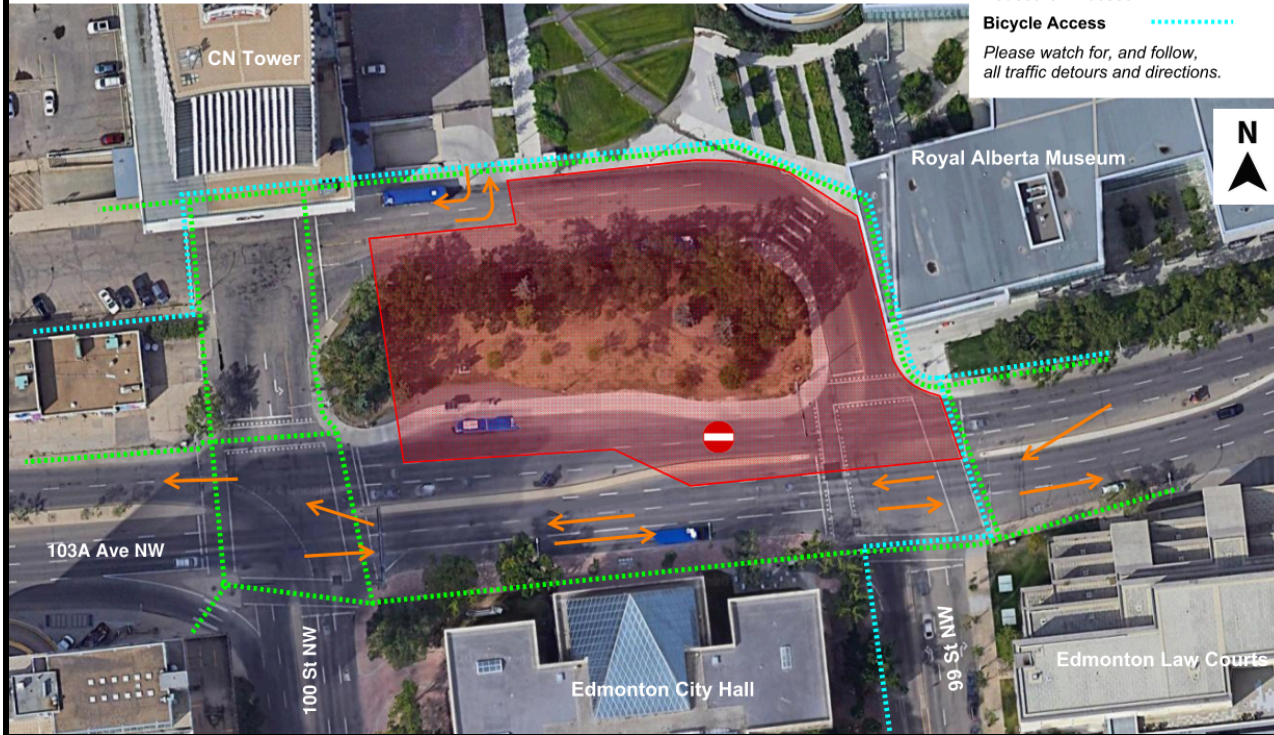 Bicycle Access
Please watch for, and follow,
all traffic detours and directions.
N
CN Tower
Royal Alberta Museum
103A Ave NW
100 St NW
99 St NW
Edmonton City Hall
Edmonton Law Courts